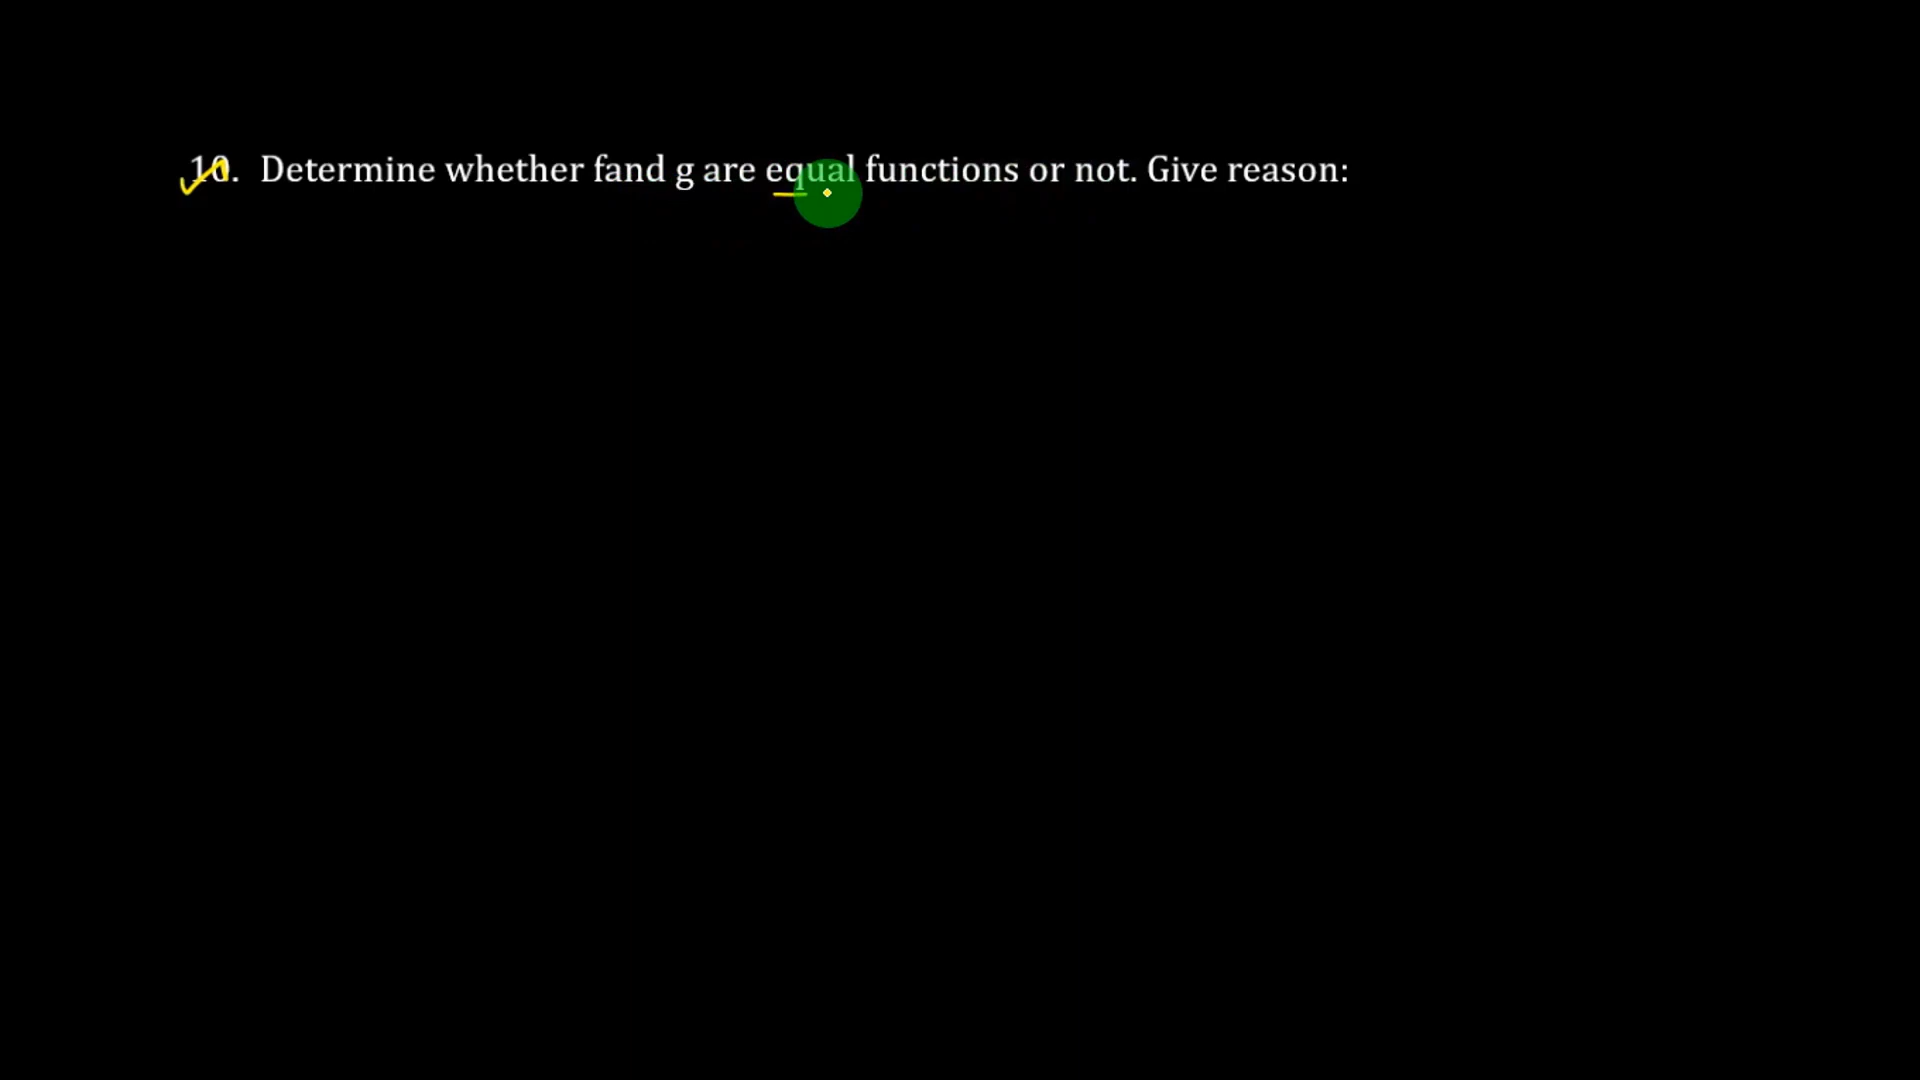 10. Determine whether fand g are equal functions or not. Give reason: